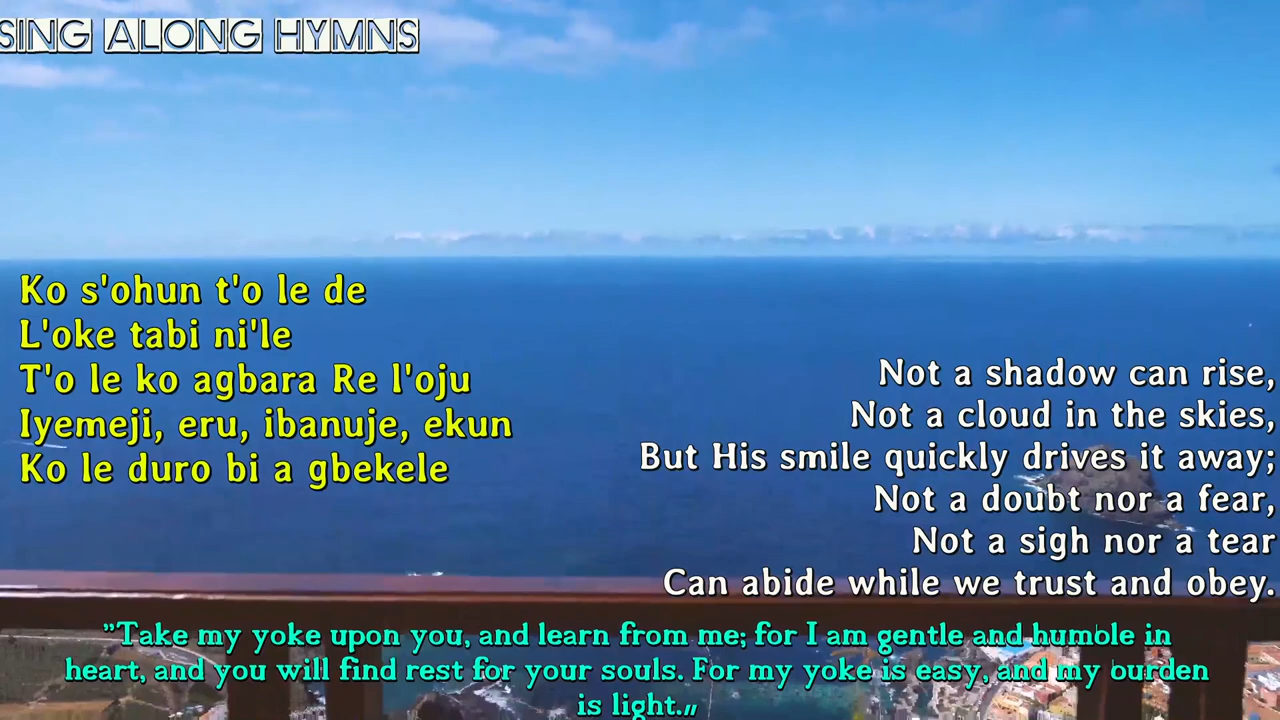 SING ALONG HYMNS
Ko s'ohun t'o le de
L'oke tabi ni'le
T'o le ko agbara Re l'oju
Iyemeji, eru, ibanuje, ekun
Ko le duro bi a gbekele
Not a shadow can rise,
Not a cloud in the skies,
But His smile quickly drives it away;
Not a doubt nor a fear,
Not a sigh nor a tear
Can abide while we trust and obey.
"Take my yoke upon you, and learn from me; for I am gentle and humble in
heart, and you will find rest for your souls. For my yoke is easy, and my burden
is light.„